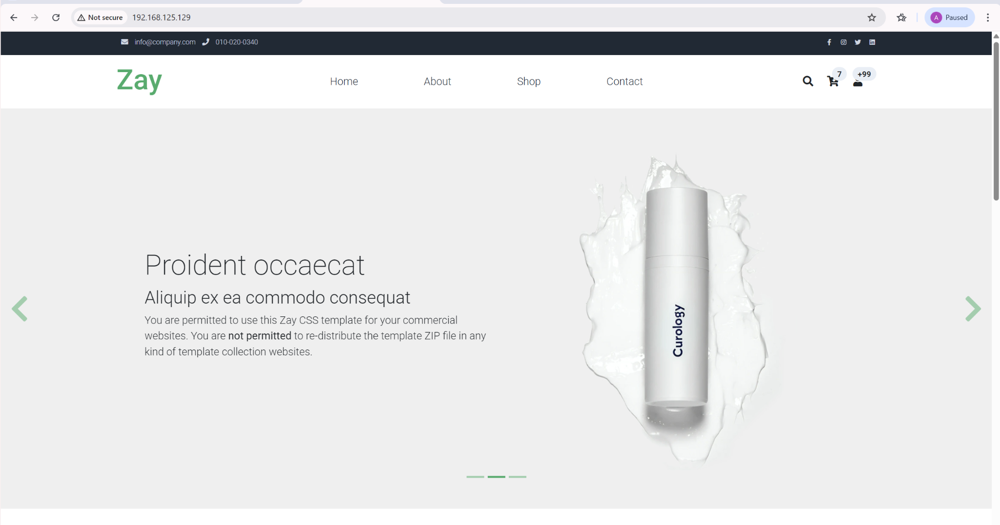 Not secure
192.168.125.129
A
Paused
info@company.com
010-020-0340
Zay
Home
About
Shop
Contact
7
+99
Proident occaecat
Aliquip ex ea commodo consequat
You are permitted to use this Zay CSS template for your commercial
websites. You are not permitted to re-distribute the template ZIP file in any
kind of template collection websites.
Curology